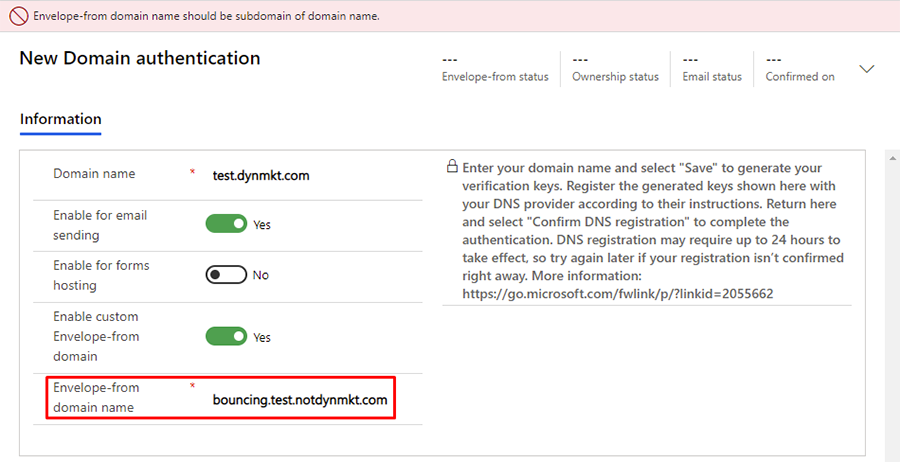 Envelope-from domain name should be subdomain of domain name.
New Domain authentication
---
Envelope-from status
---
Ownership status
---
Email status
---
Confirmed on
Information
Domain name * test.dynmkt.com
Enable for email
sending
Yes
Enable for forms
hosting
No
Enable custom
Envelope-from
domain
Yes
Envelope-from
domain name
* bouncing.test.notdynmkt.com
Enter your domain name and select "Save" to generate your
verification keys. Register the generated keys shown here with
your DNS provider according to their instructions. Return here
and select "Confirm DNS registration" to complete the
authentication. DNS registration may require up to 24 hours to
take effect, so try again later if your registration isn’t confirmed
right away. More information:
https://go.microsoft.com/fwlink/p/?linkid=2055662